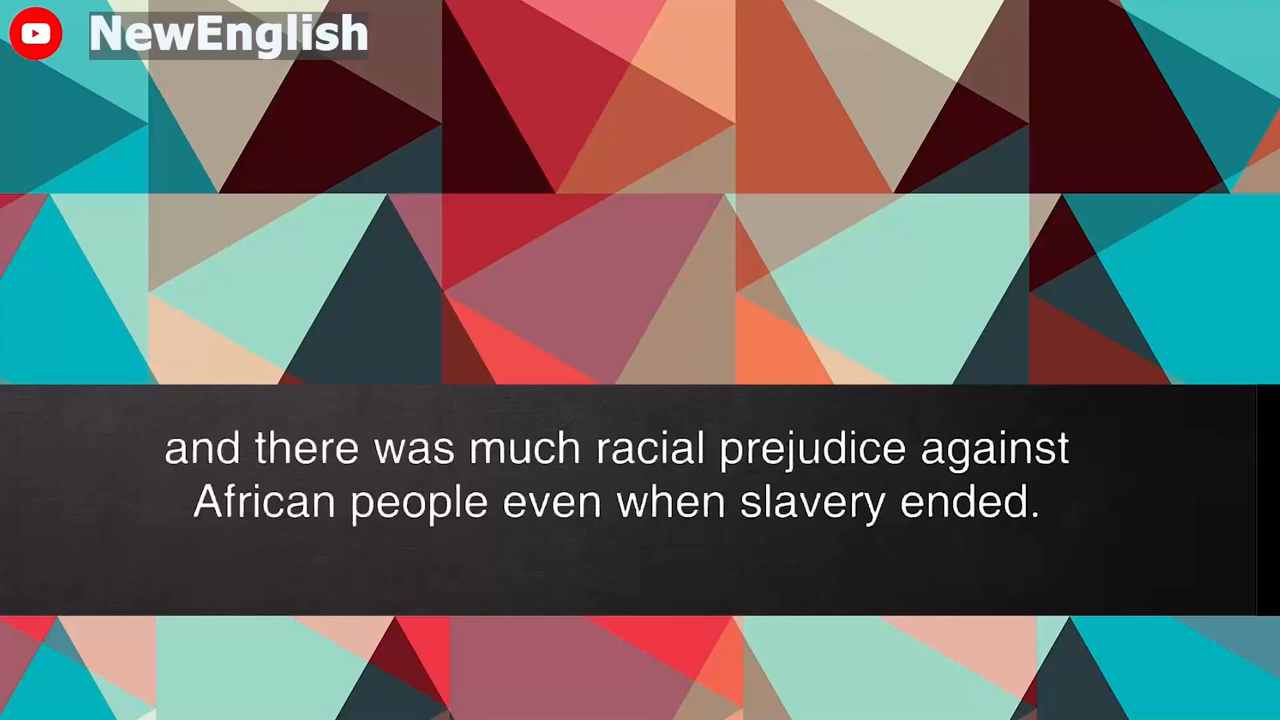 NewEnglish
and there was much racial prejudice against
African people even when slavery ended.